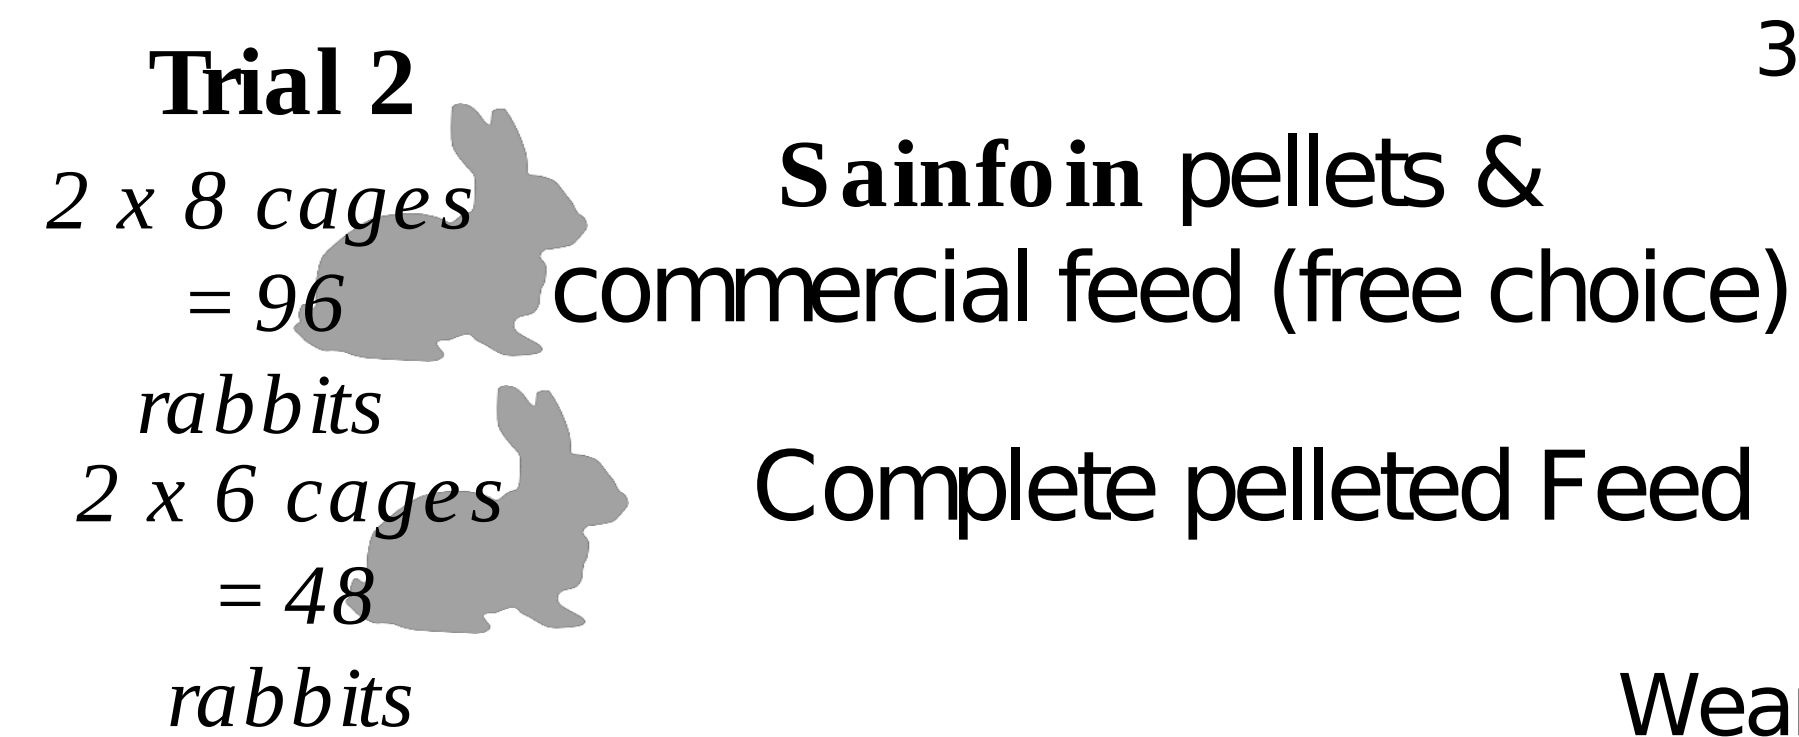 Trial 2
3
2 x 8 cages
= 96
rabbits
Sainfoin pellets &
commercial feed (free choice)
2 x 6 cages
= 48
rabbits
Complete pelleted Feed